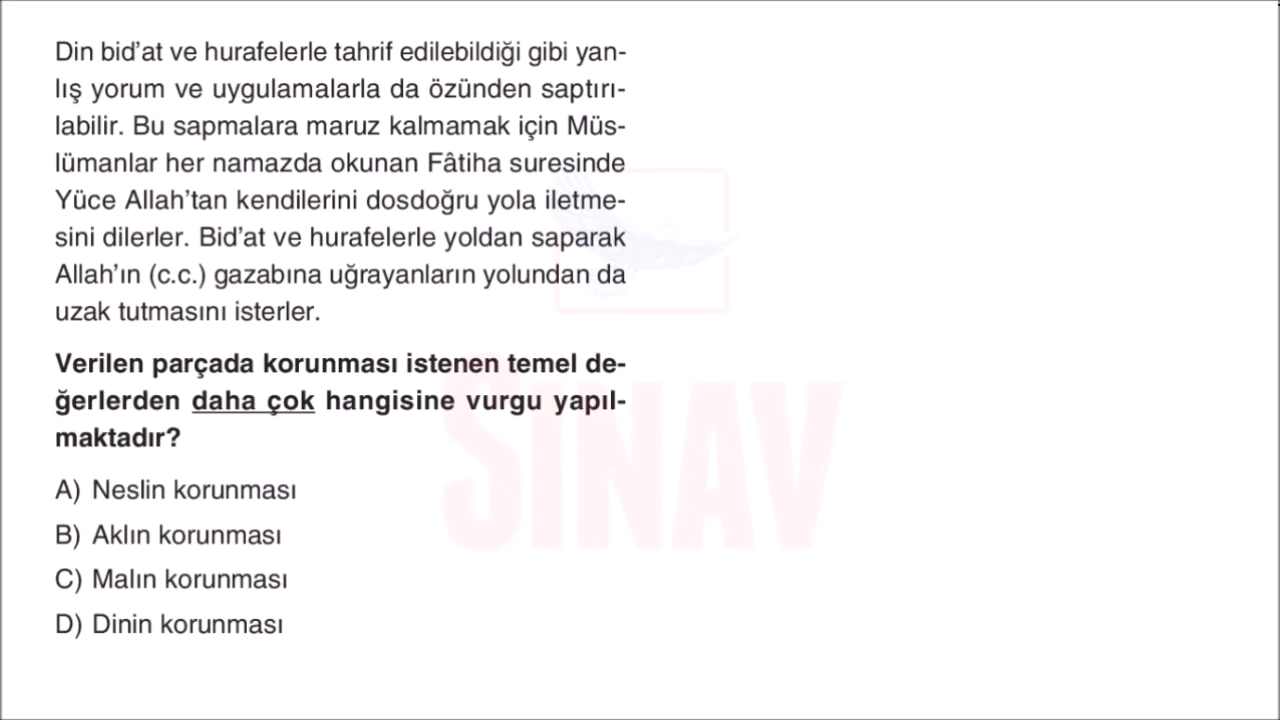 Din bid’at ve hurafelerle tahrif edilebildiği gibi yan-
lış yorum ve uygulamalarla da özünden saptırı-
labilir. Bu sapmalara maruz kalmamak için Müs-
lümanlar her namazda okunan Fâtiha suresinde
Yüce Allah’tan kendilerini dosdoğru yola iletme-
sini dilerler. Bid’at ve hurafelerle yoldan saparak
Allah’ın (c.c.) gazabına uğrayanların yolundan da
uzak tutmasını isterler.
Verilen parçada korunması istenen temel de-
ğerlerden daha çok hangisine vurgu yapıl-
maktadır?
SINAV
A) Neslin korunması
B) Aklın korunması
C) Malın korunması
D) Dinin korunması